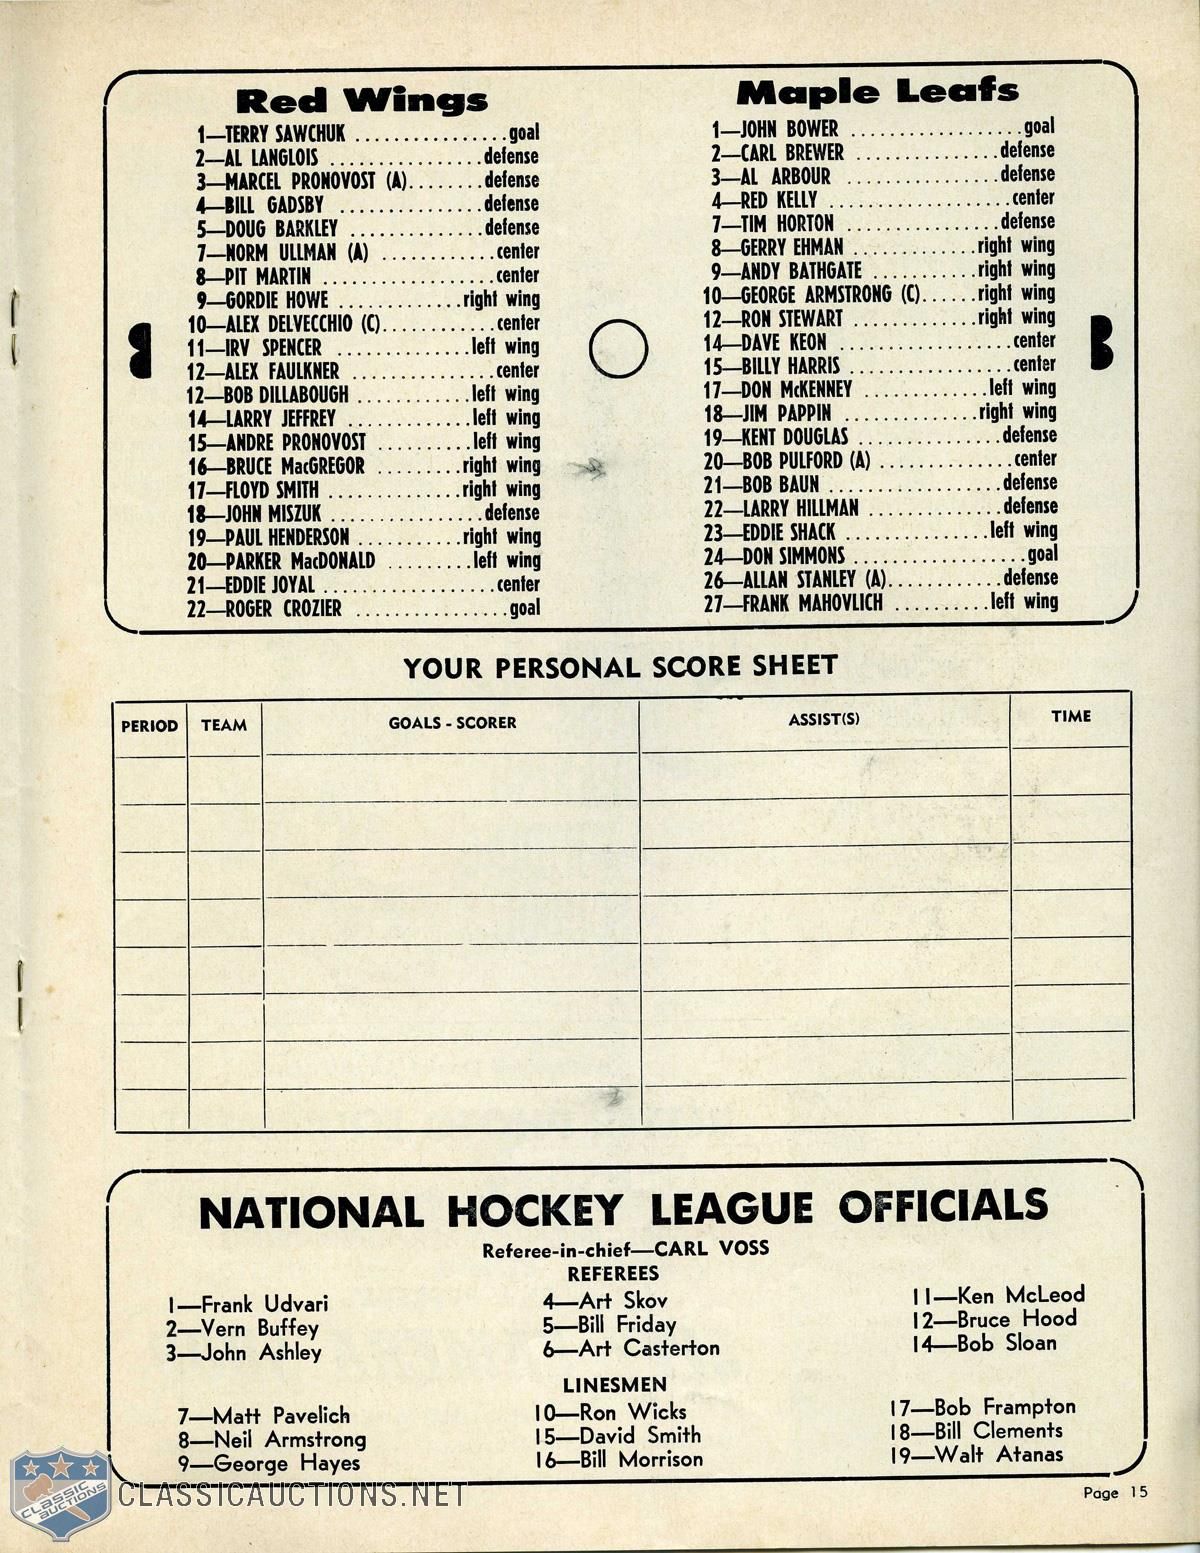 Red Wings
1—TERRY SAWCHUK ................goal
2—AL LANGLOIS ................defense
3—MARCEL PRONOVOST (A)........defense
4—BILL GADSBY ...............defense
5—DOUG BARKLEY ..............defense
7—NORM ULLMAN (A) ............center
8—PIT MARTIN ................center
9—GORDIE HOWE .............right wing
10—ALEX DELVECCHIO (C)............center
11—IRV SPENCER ..............left wing
12—ALEX FAULKNER ...............center
12—BOB DILLABOUGH ............left wing
14—LARRY JEFFREY .............left wing
15—ANDRE PRONOVOST ...........left wing
16—BRUCE MacGREGOR .........right wing
17—FLOYD SMITH ..............right wing
18—JOHN MISZUK ................defense
19—PAUL HENDERSON ...........right wing
20—PARKER MacDONALD .........left wing
21—EDDIE JOYAL ..................center
22—ROGER CROZIER ................goal
Maple Leafs
1—JOHN BOWER ..................goal
2—CARL BREWER ...............defense
3—AL ARBOUR ................defense
4—RED KELLY ...................center
7—TIM HORTON ................defense
8—GERRY EHMAN .............right wing
9—ANDY BATHGATE ...........right wing
10—GEORGE ARMSTRONG (C)......right wing
12—RON STEWART .............right wing
14—DAVE KEON ..................center
15—BILLY HARRIS .................center
17—DON McKENNEY .............left wing
18—JIM PAPPIN ..............right wing
19—KENT DOUGLAS ...............defense
20—BOB PULFORD (A) ..............center
21—BOB BAUN ..................defense
22—LARRY HILLMAN ..............defense
23—EDDIE SHACK ................left wing
24—DON SIMMONS ..................goal
26—ALLAN STANLEY (A)............defense
27—FRANK MAHOVLICH ..........left wing
YOUR PERSONAL SCORE SHEET
PERIOD TEAM GOALS - SCORER ASSIST(S) TIME
NATIONAL HOCKEY LEAGUE OFFICIALS
Referee-in-chief—CARL VOSS
REFEREES
1—Frank Udvari
2—Vern Buffey
3—John Ashley
4—Art Skov
5—Bill Friday
6—Art Casterton
11—Ken McLeod
12—Bruce Hood
14—Bob Sloan
LINESMEN
7—Matt Pavelich
8—Neil Armstrong
9—George Hayes
10—Ron Wicks
15—David Smith
16—Bill Morrison
17—Bob Frampton
18—Bill Clements
19—Walt Atanas
Page 15
CLASSIC AUCTIONS
CLASSICAUCTIONS.NET